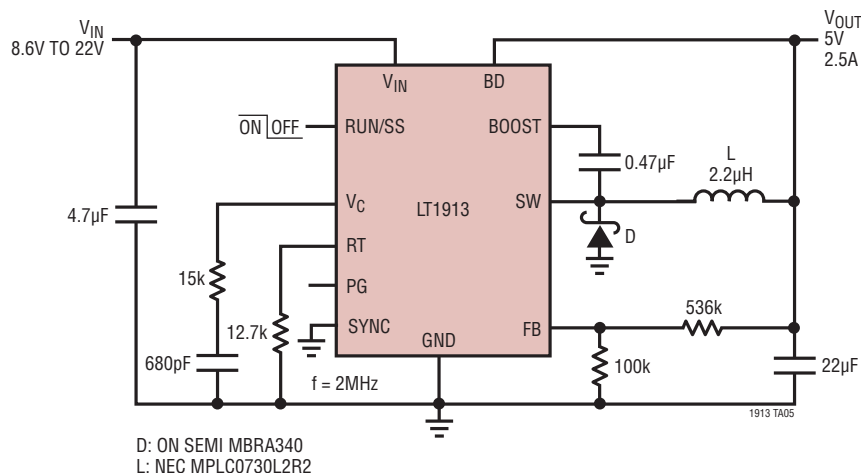 VIN
8.6V TO 22V
VOUT
5V
2.5A
VIN
BD
ON OFF
RUN/SS
BOOST
0.47µF
L
2.2µH
4.7µF
VC
LT1913
SW
D
RT
15k
PG
536k
12.7k
SYNC
FB
GND
680pF
f = 2MHz
100k
22µF
1913 TA05
D: ON SEMI MBRA340
L: NEC MPLC0730L2R2